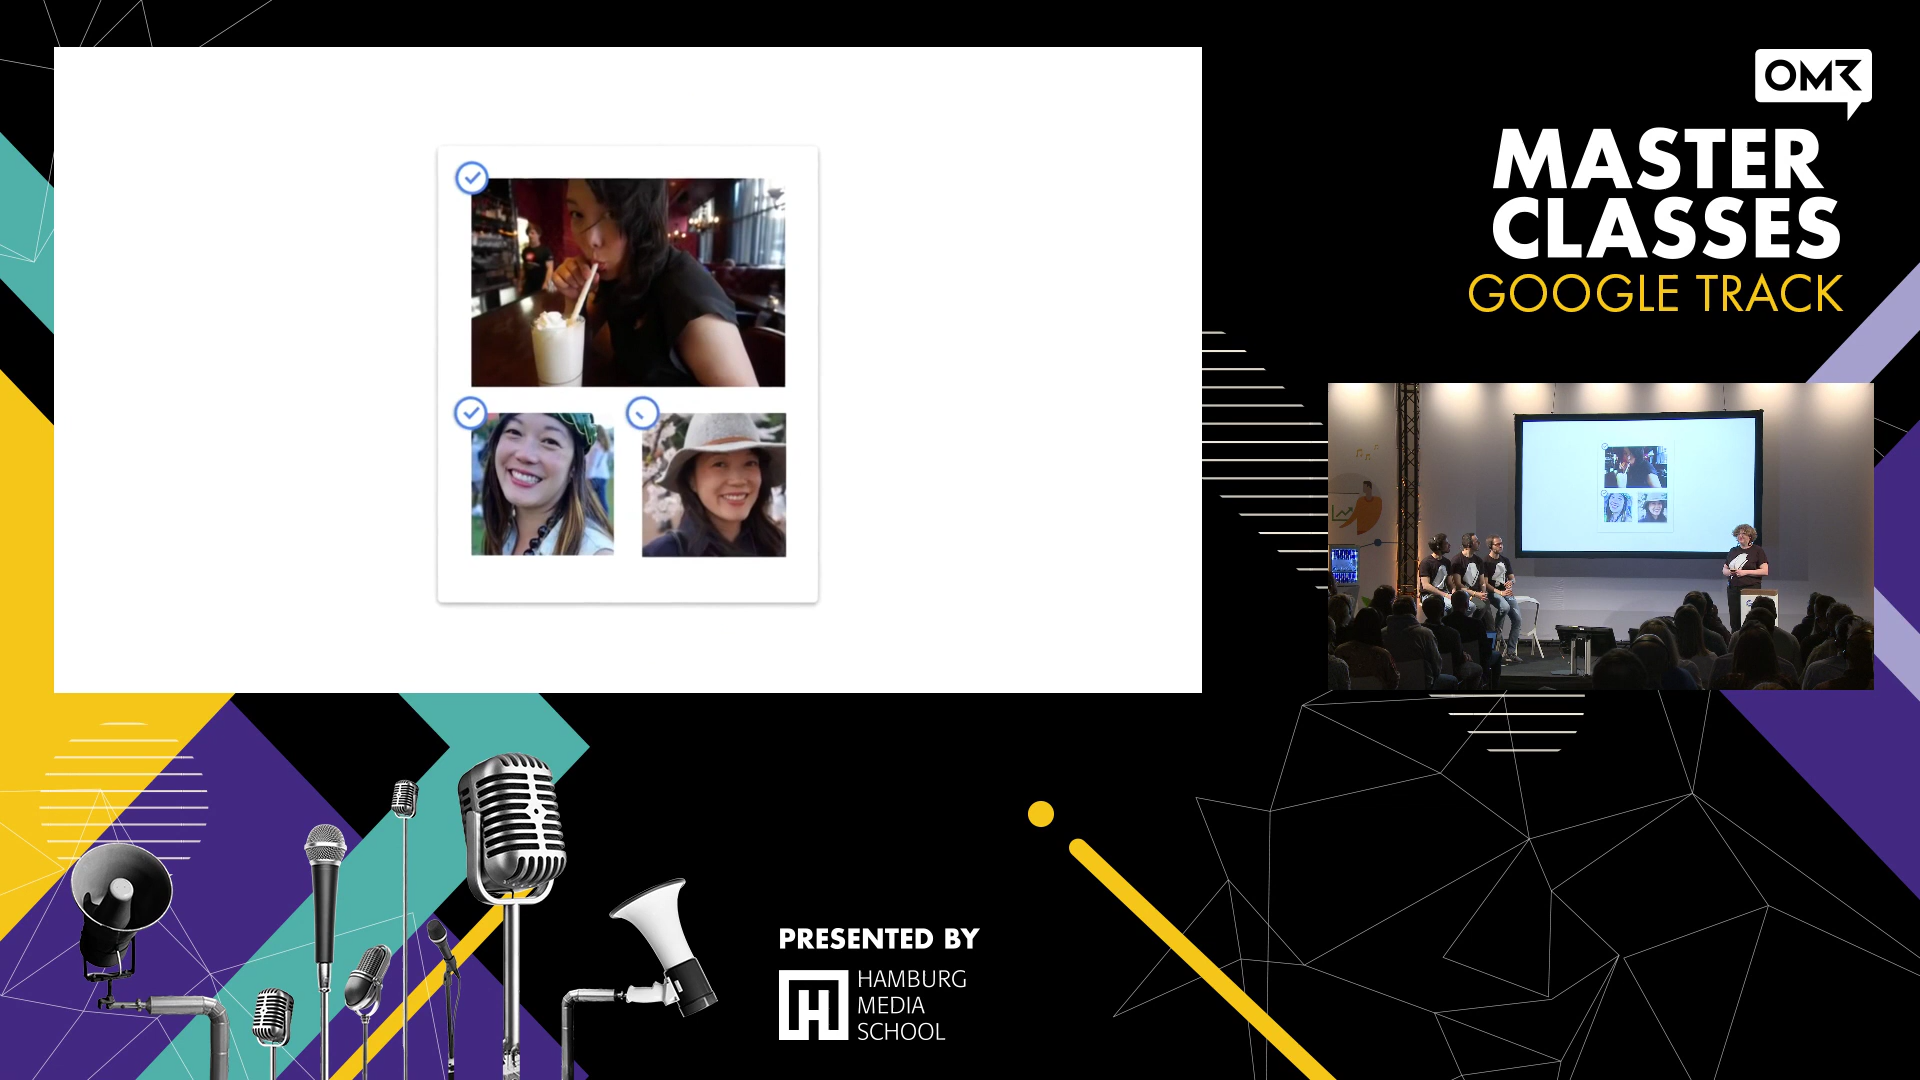 OMR
MASTER
CLASSES
GOOGLE TRACK
PRESENTED BY
HAMBURG
MEDIA
SCHOOL